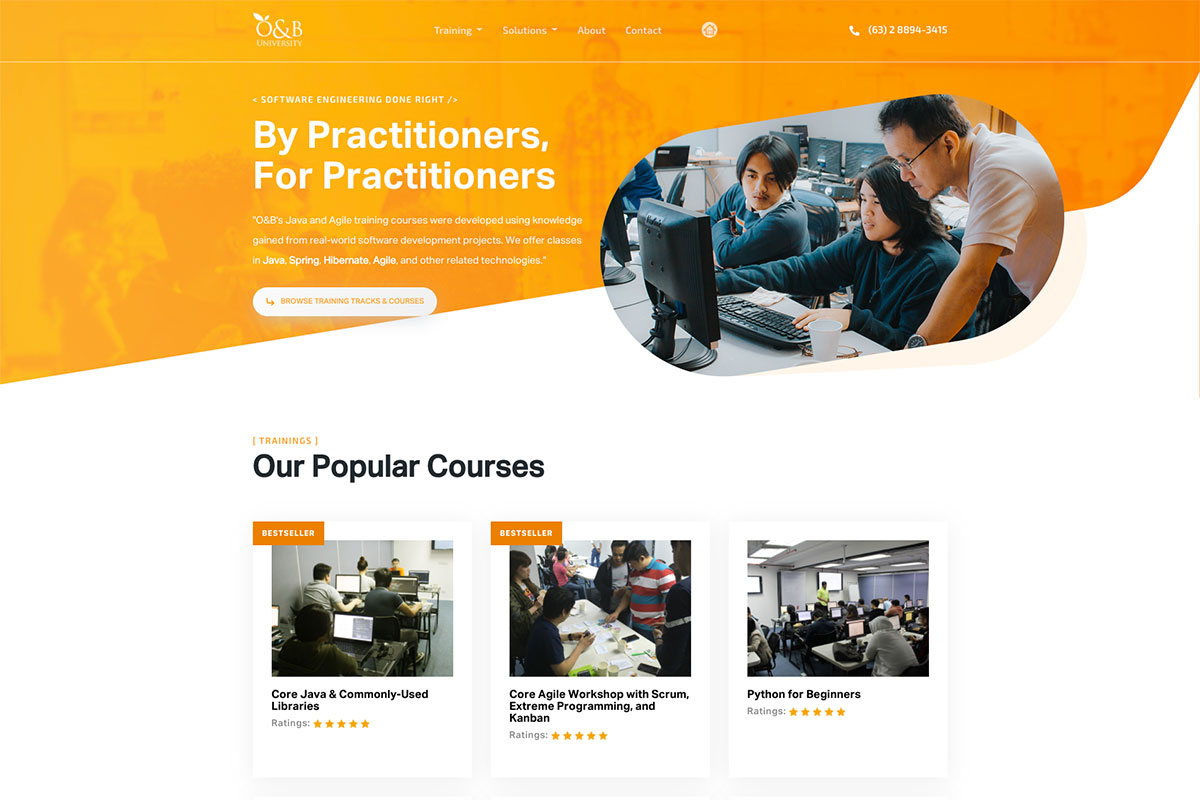 O&B
UNIVERSITY
Training
Solutions
About
Contact
(63) 2 8894-3415
< SOFTWARE ENGINEERING DONE RIGHT />
By Practitioners,
For Practitioners
"O&B's Java and Agile training courses were developed using knowledge
gained from real-world software development projects. We offer classes
in Java, Spring, Hibernate, Agile, and other related technologies."
BROWSE TRAINING TRACKS & COURSES
[ TRAININGS ]
Our Popular Courses
BESTSELLER
Core Java & Commonly-Used
Libraries
Ratings:
BESTSELLER
Core Agile Workshop with Scrum,
Extreme Programming, and
Kanban
Ratings:
Python for Beginners
Ratings: